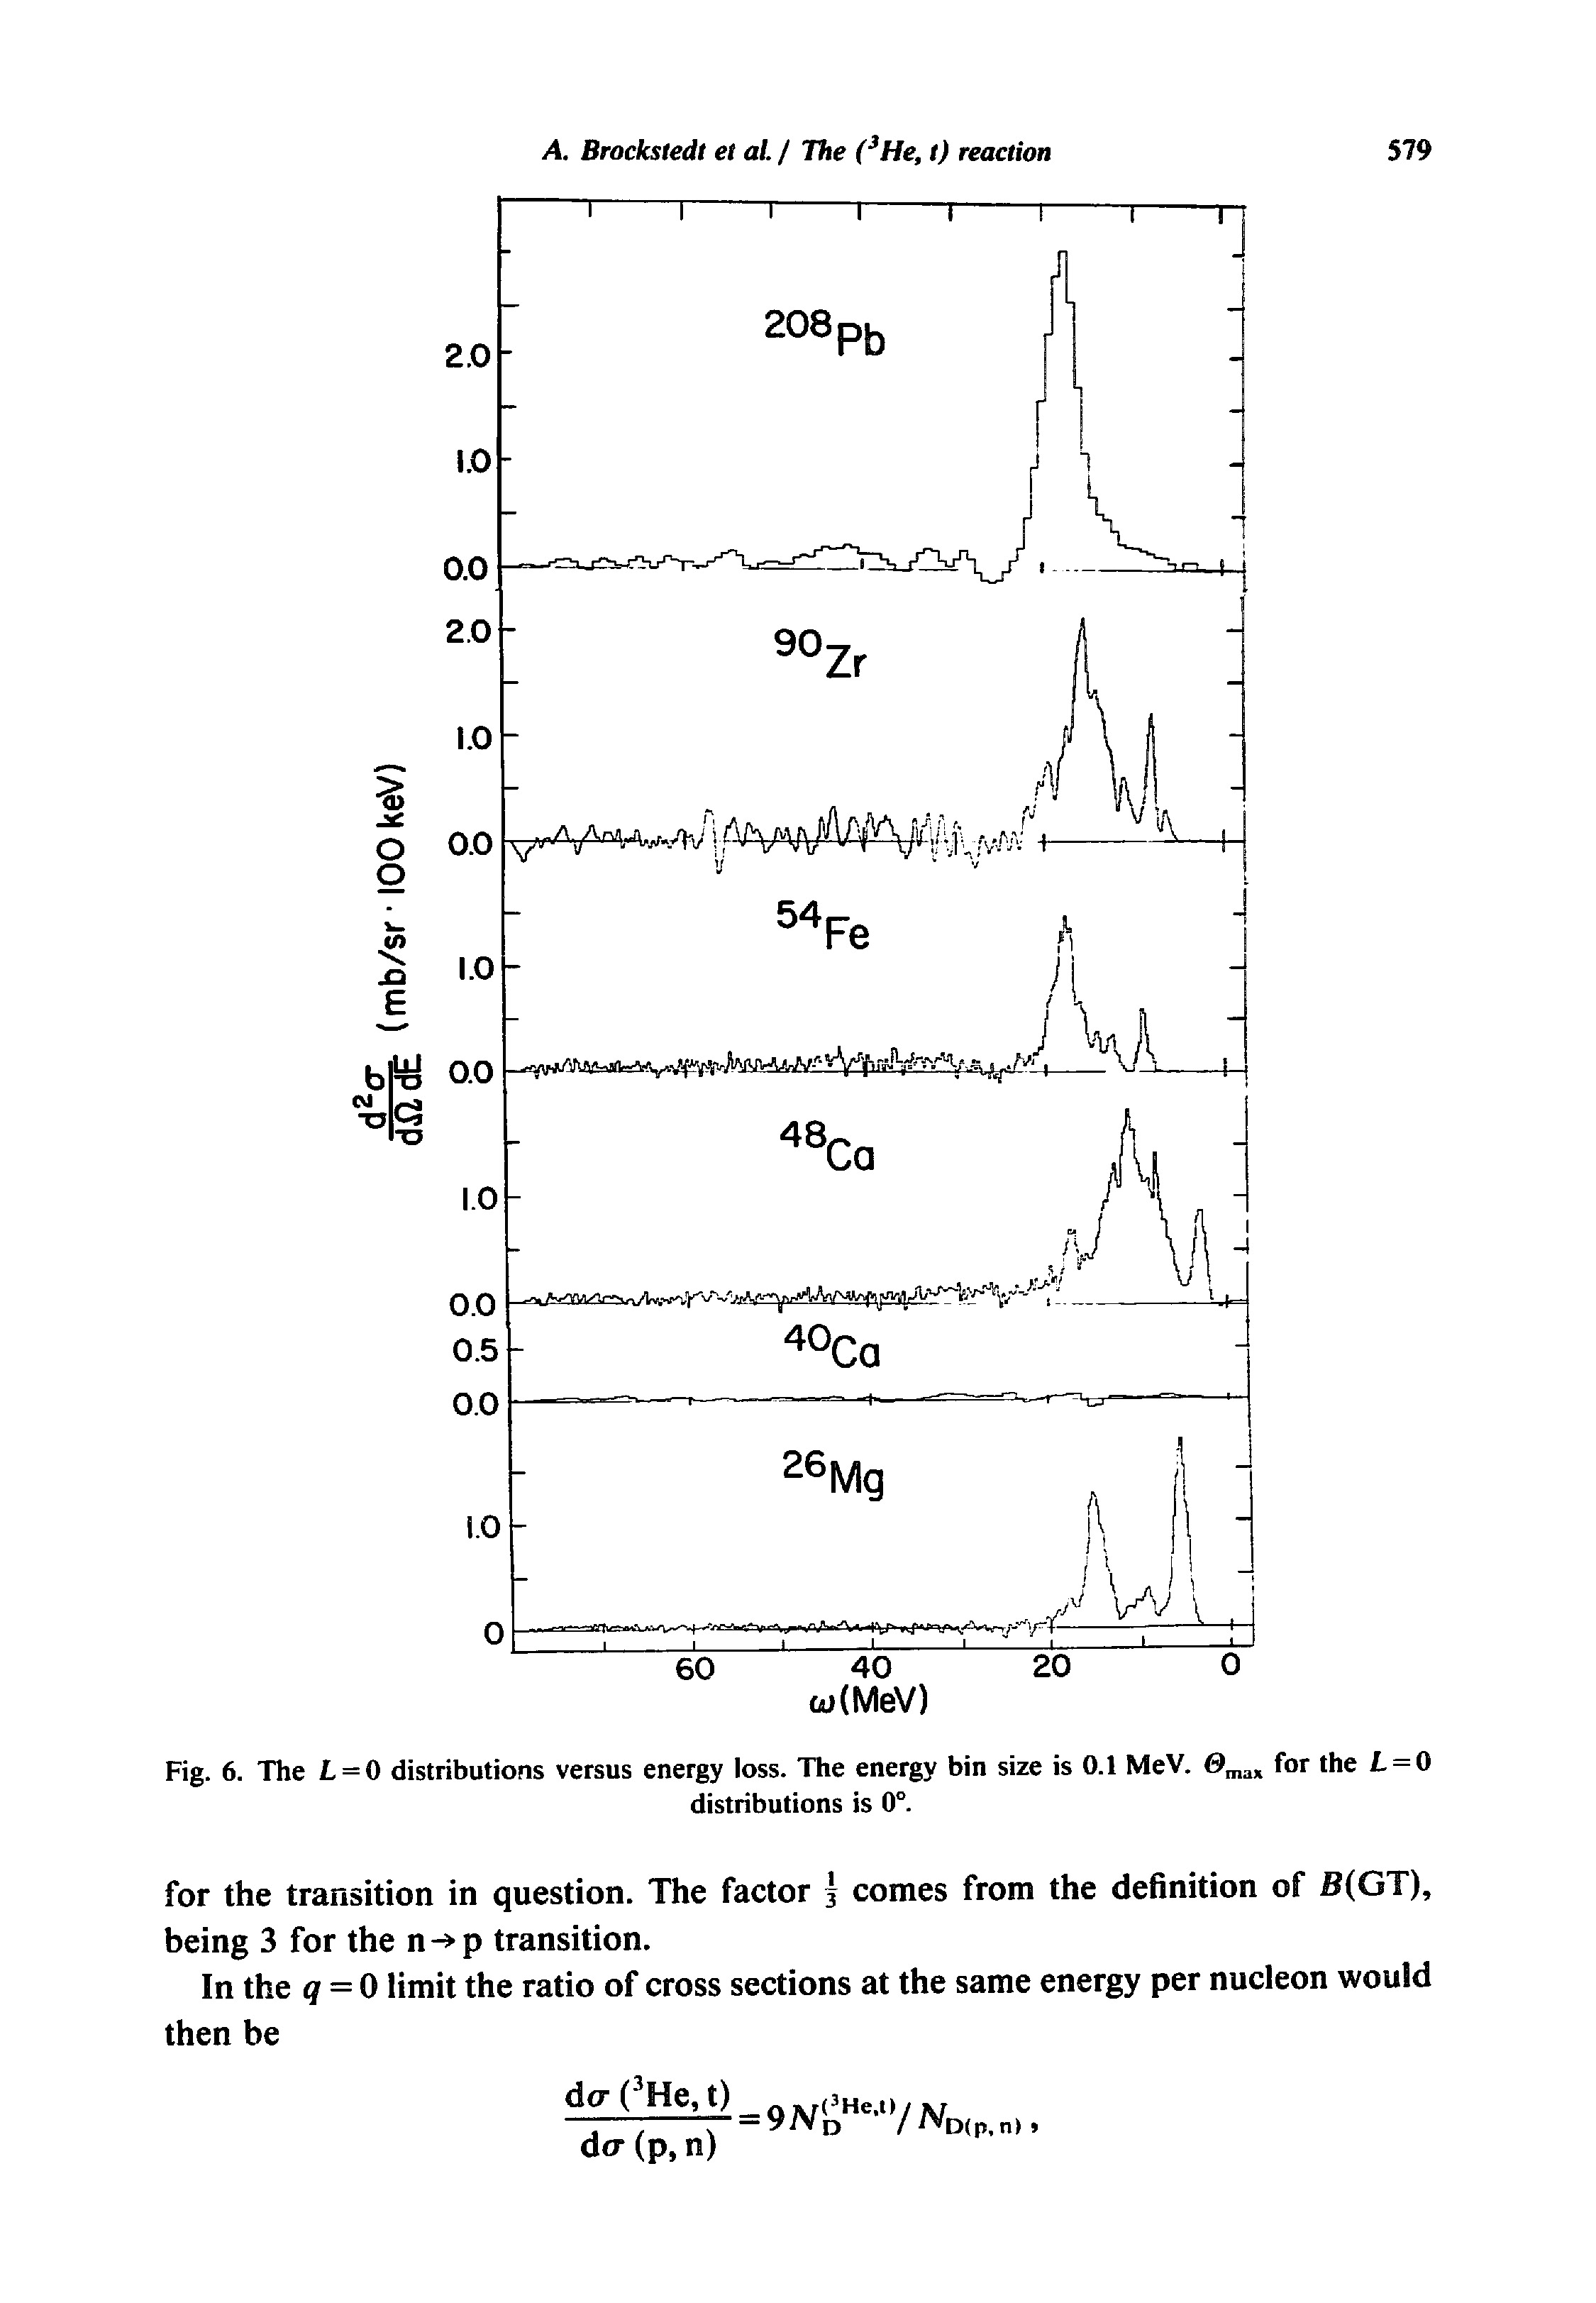 A. Brockstedt et al. / The (³He, t) reaction 579
²⁰⁸Pb
2.0
1.0
0.0
2.0
⁹⁰Zr
1.0
0.0
⁵⁴Fe
1.0
0.0
d²σ/dΩ dE (mb/sr · 100 keV)
⁴⁸Ca
1.0
0.0
0.5
⁴⁰Ca
0.0
²⁶Mg
1.0
0
60 40 20 0
ω(MeV)
Fig. 6. The L = 0 distributions versus energy loss. The energy bin size is 0.1 MeV. Θmax for the L = 0
distributions is 0°.
for the transition in question. The factor ⅓ comes from the definition of B(GT),
being 3 for the n→p transition.
In the q = 0 limit the ratio of cross sections at the same energy per nucleon would
then be
dσ (³He, t)/dσ (p, n) = 9N_D^(³He,t)/N_D(p,n) ,